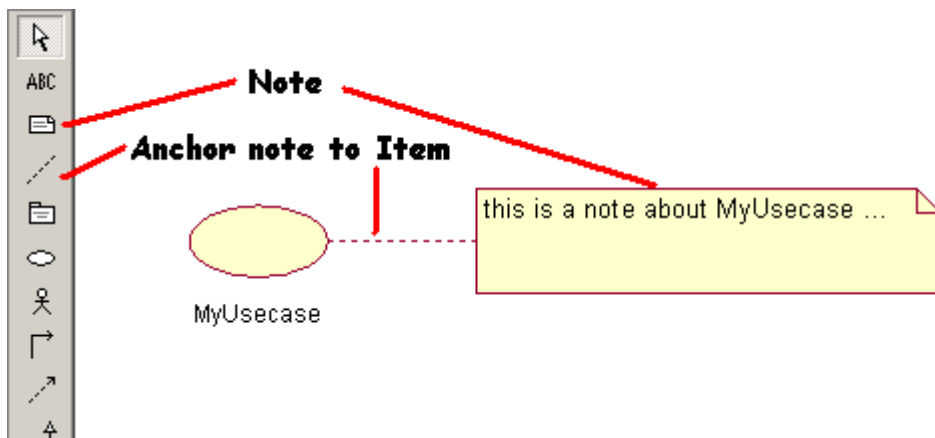 ABC
Note
Anchor note to Item
this is a note about MyUsecase ...
MyUsecase